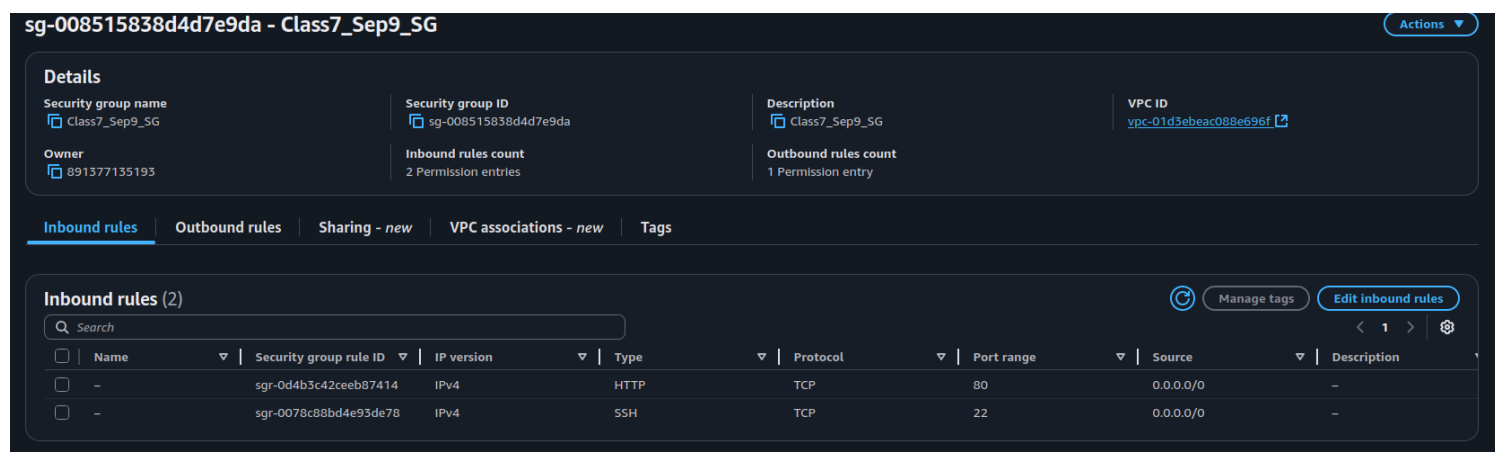 sg-008515838d4d7e9da - Class7_Sep9_SG
Actions
Details
Security group name Security group ID Description VPC ID
Class7_Sep9_SG sg-008515838d4d7e9da Class7_Sep9_SG vpc-01d3ebeac088e696f
Owner Inbound rules count Outbound rules count
891377135193 2 Permission entries 1 Permission entry
Inbound rules Outbound rules Sharing - new VPC associations - new Tags
Inbound rules (2) Manage tags Edit inbound rules
Search 1
Name Security group rule ID IP version Type Protocol Port range Source Description
– sgr-0d4b3c42ceeb87414 IPv4 HTTP TCP 80 0.0.0.0/0 –
– sgr-0078c88bd4e93de78 IPv4 SSH TCP 22 0.0.0.0/0 –